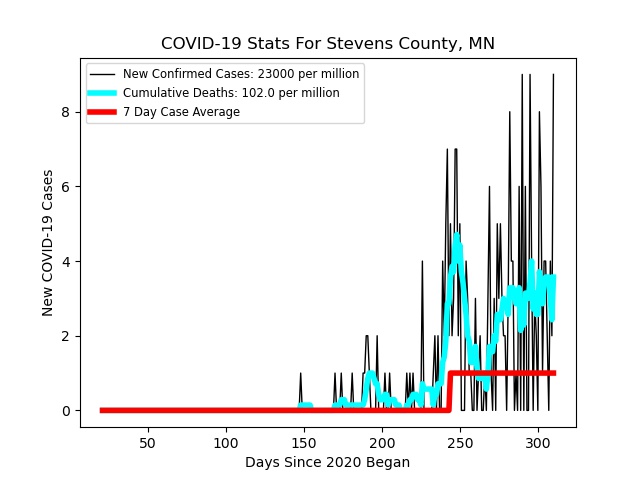 COVID-19 Stats For Stevens County, MN
New Confirmed Cases: 23000 per million
Cumulative Deaths: 102.0 per million
7 Day Case Average
New COVID-19 Cases
8
6
4
2
0
50 100 150 200 250 300
Days Since 2020 Began